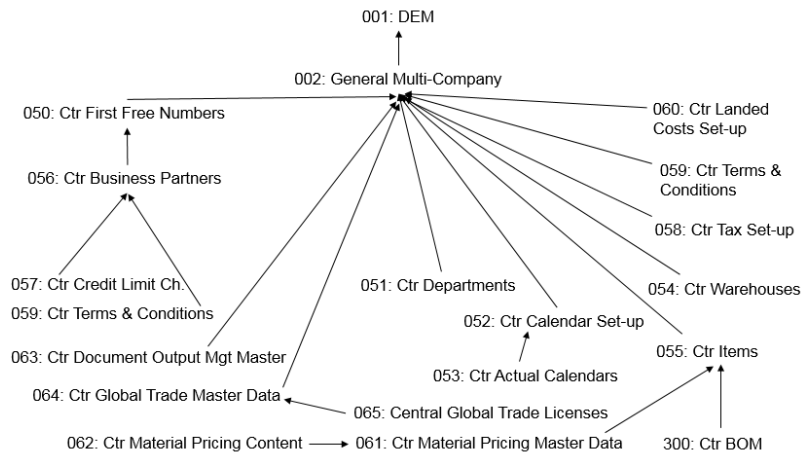 001: DEM
002: General Multi-Company
050: Ctr First Free Numbers
060: Ctr Landed
Costs Set-up
056: Ctr Business Partners
059: Ctr Terms &
Conditions
058: Ctr Tax Set-up
057: Ctr Credit Limit Ch.
051: Ctr Departments
054: Ctr Warehouses
059: Ctr Terms & Conditions
052: Ctr Calendar Set-up
063: Ctr Document Output Mgt Master
055: Ctr Items
053: Ctr Actual Calendars
064: Ctr Global Trade Master Data
065: Central Global Trade Licenses
062: Ctr Material Pricing Content
061: Ctr Material Pricing Master Data
300: Ctr BOM